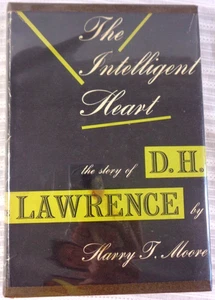 The
Intelligent
Heart
the story of D.H.
LAWRENCE by
Harry T. Moore